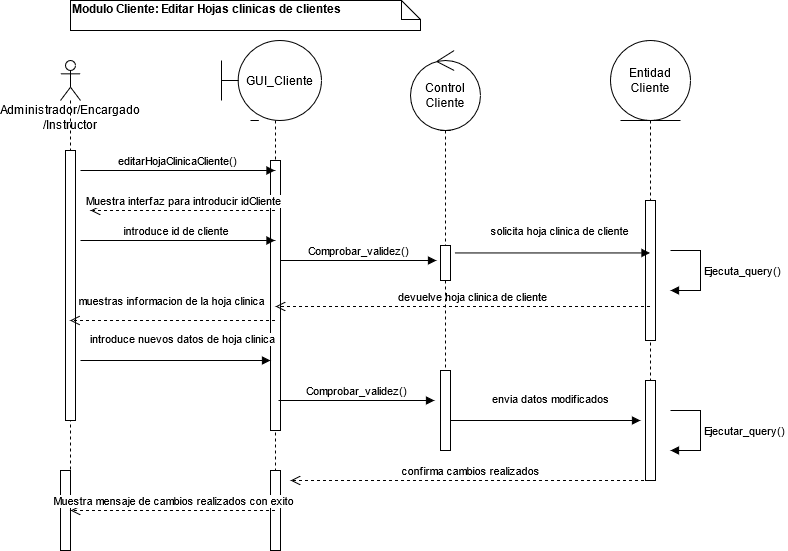 Modulo Cliente: Editar Hojas clinicas de clientes
GUI_Cliente
Control
Cliente
Entidad
Cliente
Administrador/Encargado
/Instructor
editarHojaClinicaCliente()
Muestra interfaz para introducir idCliente
introduce id de cliente
Comprobar_validez()
solicita hoja clinica de cliente
Ejecuta_query()
devuelve hoja clinica de cliente
muestras informacion de la hoja clinica
introduce nuevos datos de hoja clinica
Comprobar_validez()
envia datos modificados
Ejecutar_query()
confirma cambios realizados
Muestra mensaje de cambios realizados con exito